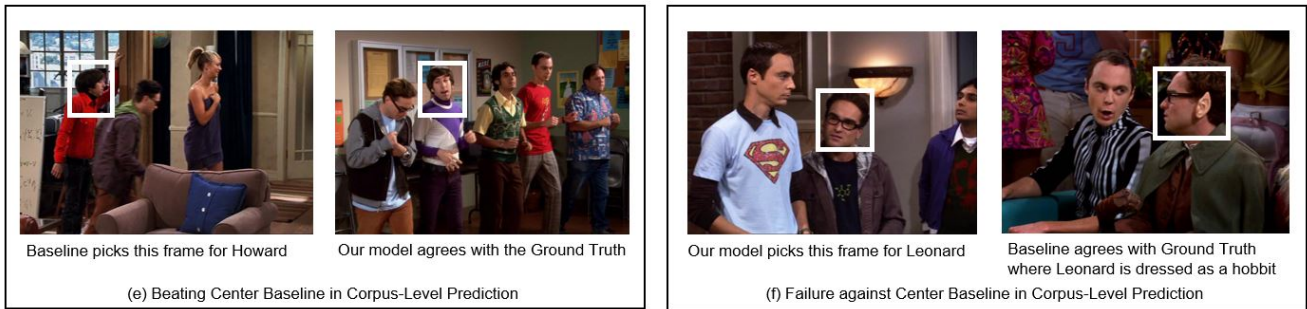 Baseline picks this frame for Howard
Our model agrees with the Ground Truth
(e) Beating Center Baseline in Corpus-Level Prediction
Our model picks this frame for Leonard
Baseline agrees with Ground Truth
where Leonard is dressed as a hobbit
(f) Failure against Center Baseline in Corpus-Level Prediction